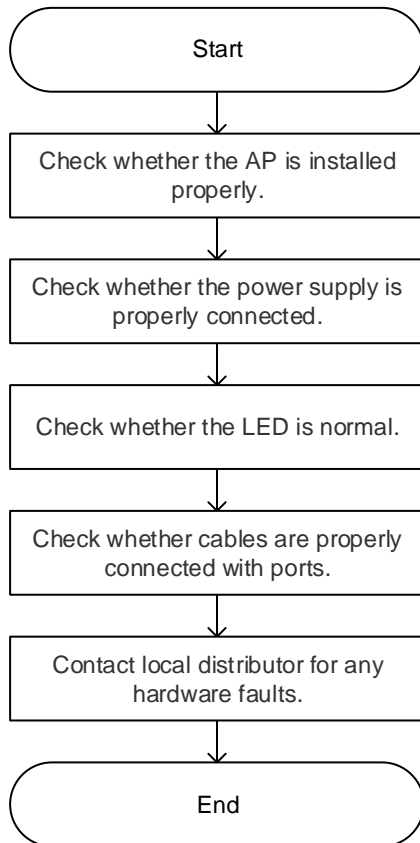 Start
Check whether the AP is installed
properly.
Check whether the power supply is
properly connected.
Check whether the LED is normal.
Check whether cables are properly
connected with ports.
Contact local distributor for any
hardware faults.
End